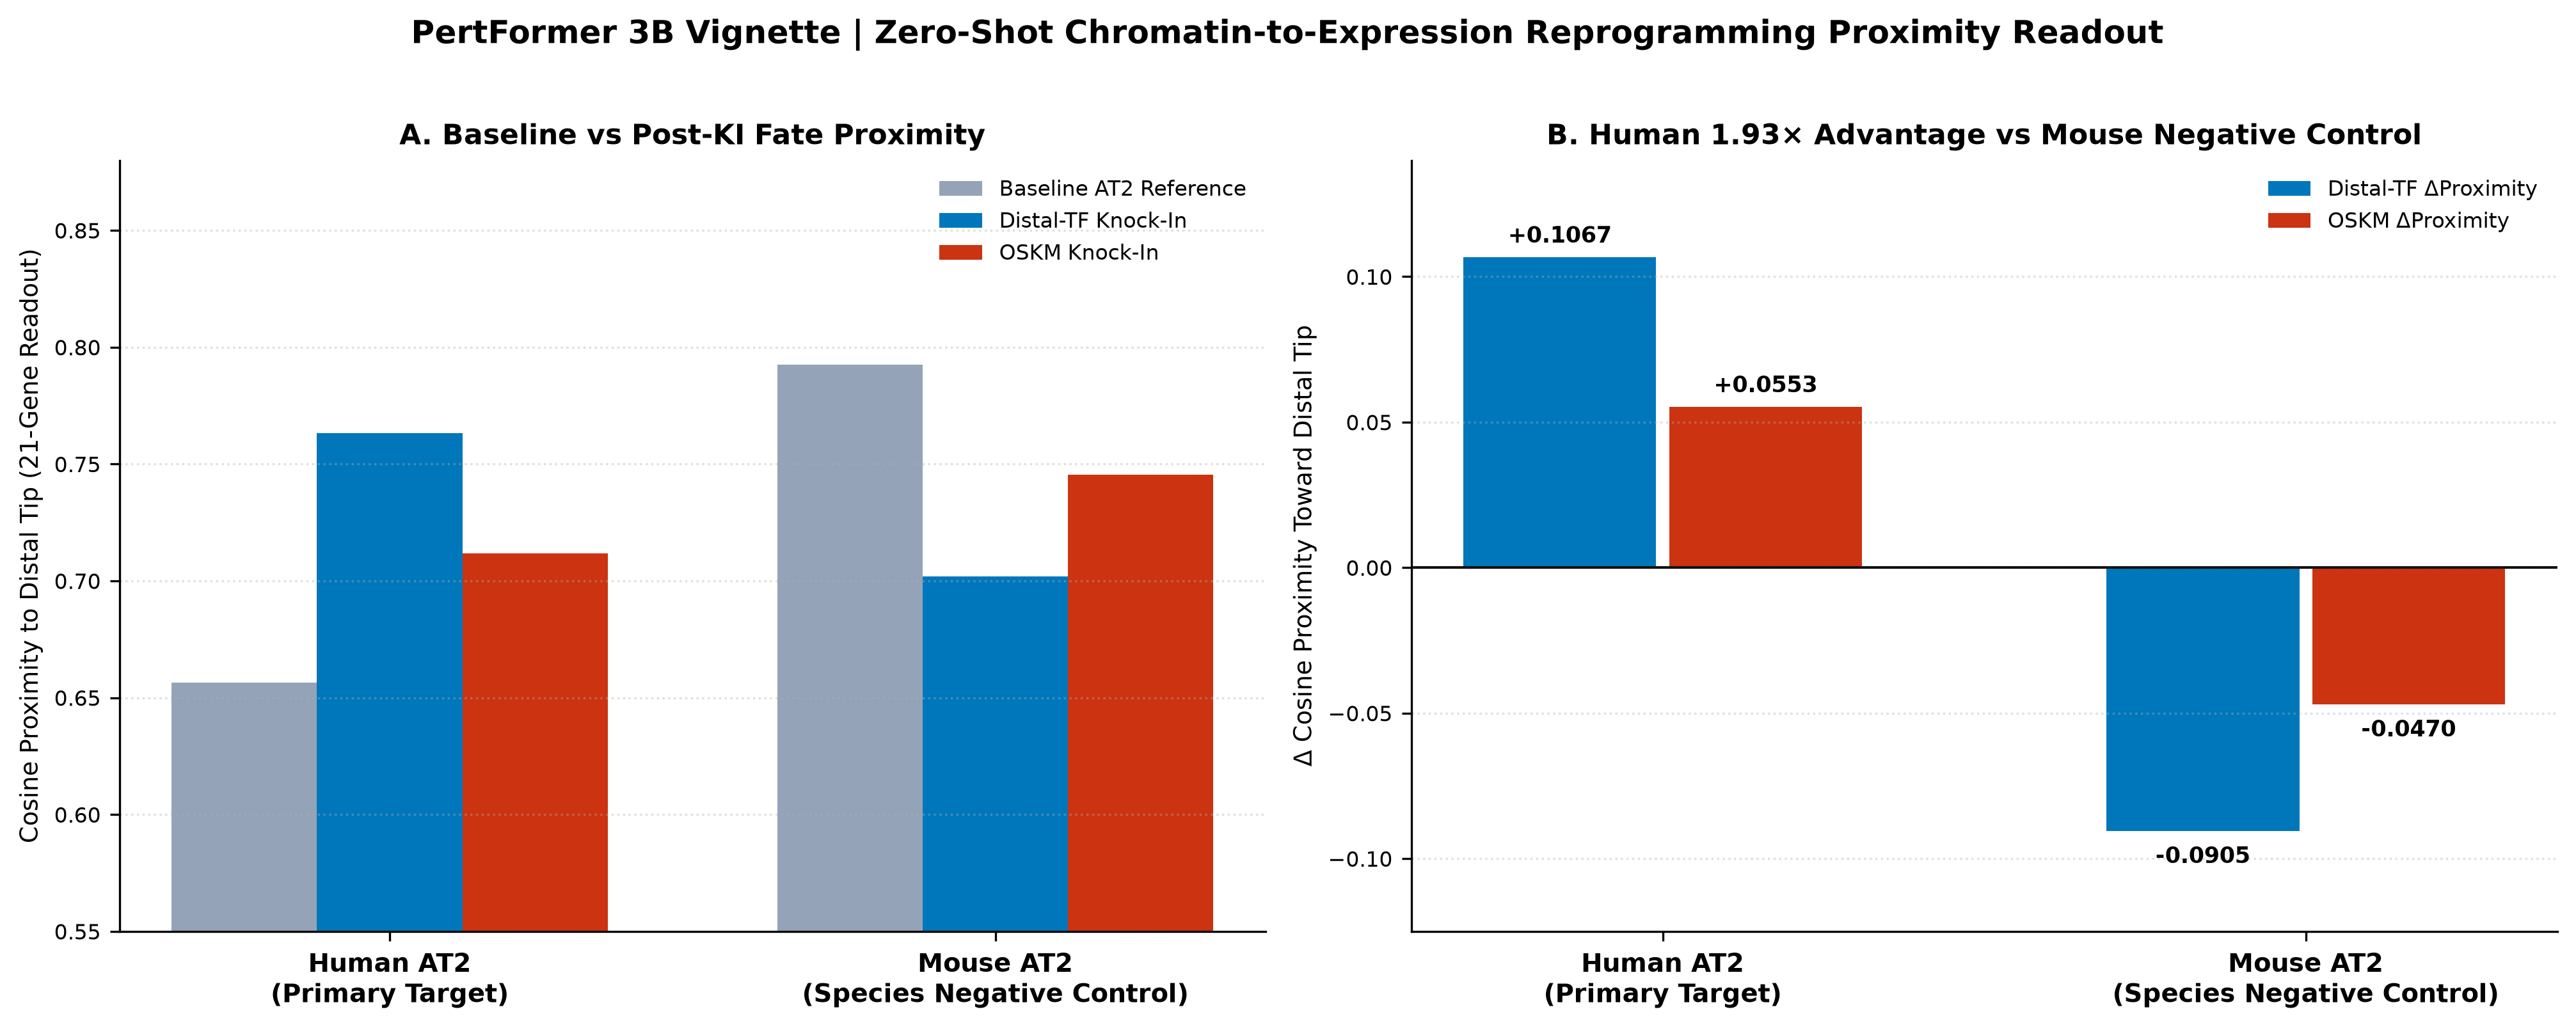 PertFormer 3B Vignette | Zero-Shot Chromatin-to-Expression Reprogramming Proximity Readout
A. Baseline vs Post-KI Fate Proximity
Cosine Proximity to Distal Tip (21-Gene Readout)
0.85
0.80
0.75
0.70
0.65
0.60
0.55
Baseline AT2 Reference
Distal-TF Knock-In
OSKM Knock-In
Human AT2
(Primary Target)
Mouse AT2
(Species Negative Control)
B. Human 1.93× Advantage vs Mouse Negative Control
Δ Cosine Proximity Toward Distal Tip
0.10
0.05
0.00
−0.05
−0.10
Distal-TF ΔProximity
OSKM ΔProximity
+0.1067
+0.0553
-0.0905
-0.0470
Human AT2
(Primary Target)
Mouse AT2
(Species Negative Control)